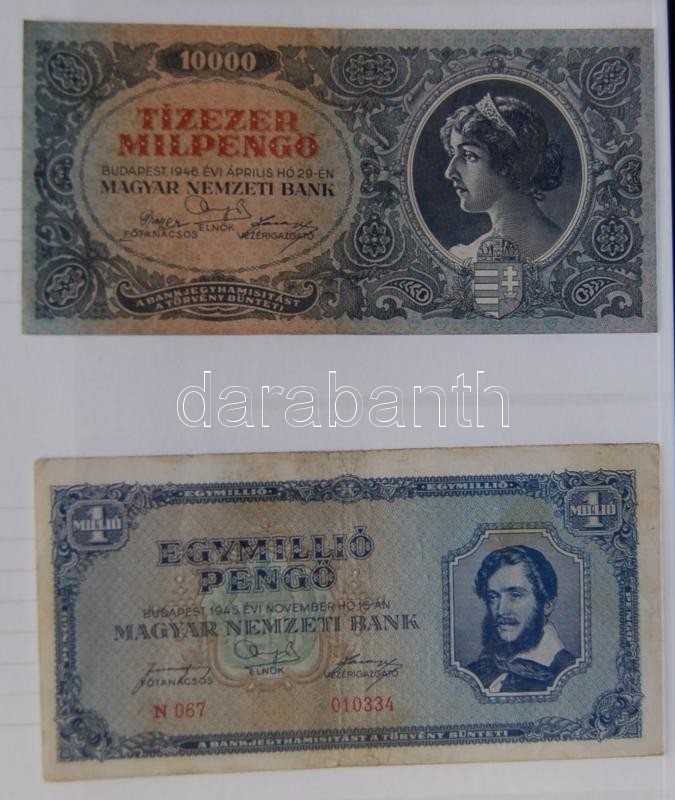 10000
TÍZEZER
MILPENGŐ
BUDAPEST, 1946. ÉVI ÁPRILIS HÓ 29-ÉN
MAGYAR NEMZETI BANK
FŐTANÁCSOS
ELNÖK
VEZÉRIGAZGATÓ
A BANKJEGYHAMISÍTÁST
A TÖRVÉNY BÜNTETI
darabanth
EGYMILLIÓ
EGYMILLIÓ
1
MILLIÓ
1
MILLIÓ
EGYMILLIÓ
PENGŐ
BUDAPEST, 1945. ÉVI NOVEMBER HÓ 16-ÁN
MAGYAR NEMZETI BANK
FŐTANÁCSOS
ELNÖK
VEZÉRIGAZGATÓ
N 067
010334
PENGŐ
PENGŐ
A BANKJEGYHAMISÍTÁST A TÖRVÉNY BÜNTETI